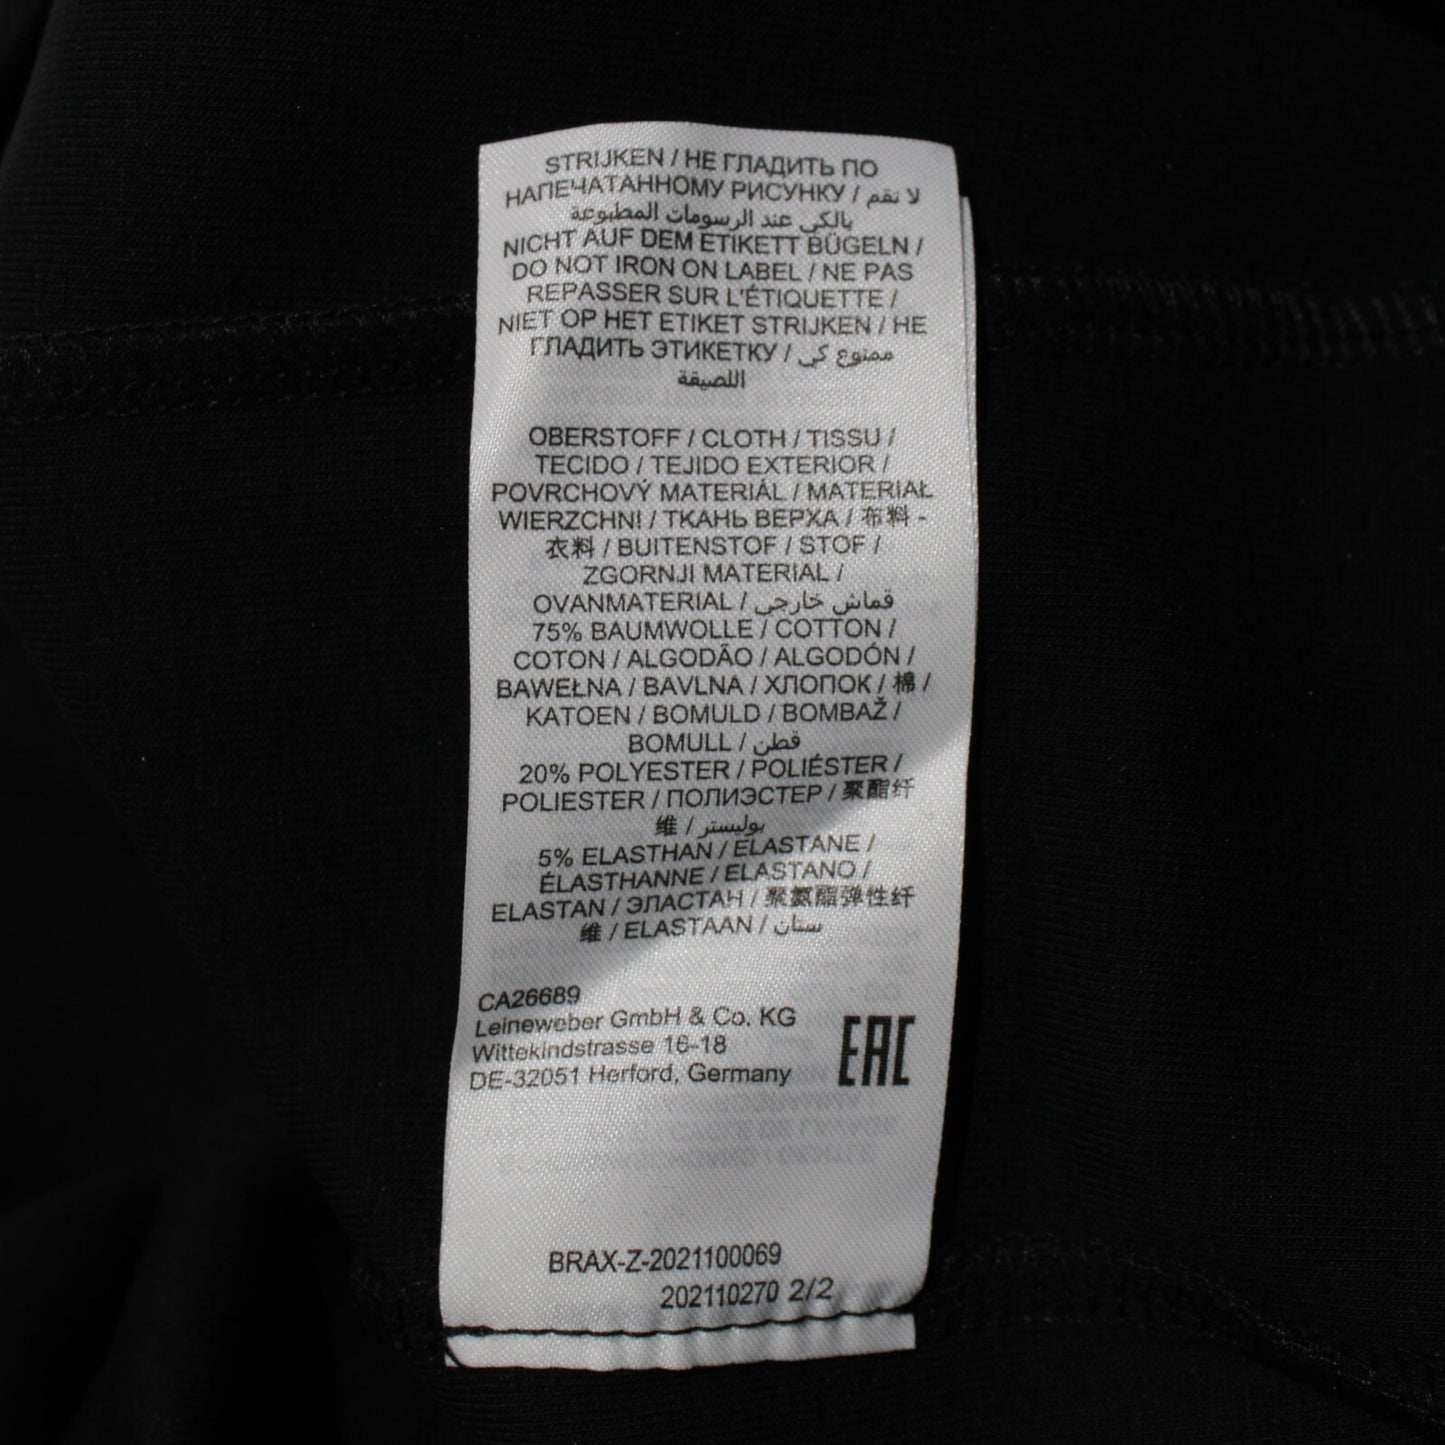 STRIJKEN / НЕ ГЛАДИТЬ ПО
НАПЕЧАТАННОМУ РИСУНКУ / لا تقم
بالكي عند الرسومات المطبوعة
NICHT AUF DEM ETIKETT BÜGELN /
DO NOT IRON ON LABEL / NE PAS
REPASSER SUR L'ÉTIQUETTE /
NIET OP HET ETIKET STRIJKEN / НЕ
ГЛАДИТЬ ЭТИКЕТКУ / ممنوع كي
اللصيقة
OBERSTOFF / CLOTH / TISSU /
TECIDO / TEJIDO EXTERIOR /
POVRCHOVÝ MATERIÁL / MATERIAŁ
WIERZCHNI / ТКАНЬ ВЕРХА / 布料 -
衣料 / BUITENSTOF / STOF /
ZGORNJI MATERIAL /
OVANMATERIAL / قماش خارجي
75% BAUMWOLLE / COTTON /
COTON / ALGODÃO / ALGODÓN /
BAWEŁNA / BAVLNA / ХЛОПОК / 棉 /
KATOEN / BOMULD / BOMBAŽ /
BOMULL / قطن
20% POLYESTER / POLIÉSTER /
POLIESTER / ПОЛИЭСТЕР / 聚酯纤
维 / بوليستر
5% ELASTHAN / ELASTANE /
ÉLASTHANNE / ELASTANO /
ELASTAN / ЭЛАСТАН / 聚氨酯弹性纤
维 / ELASTAAN / ستان
CA26689
Leineweber GmbH & Co. KG
Wittekindstrasse 16-18
DE-32051 Herford, Germany
EAC
BRAX-Z-2021100069
202110270 2/2